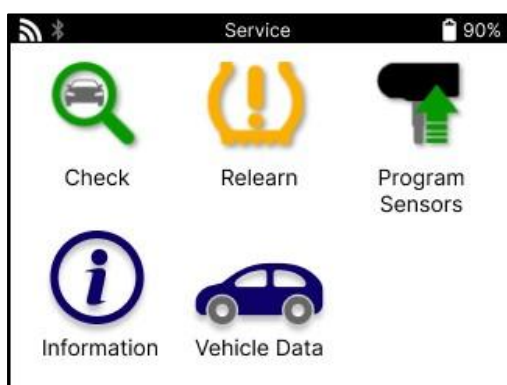 Service 90%
Check Relearn Program
Sensors
Information Vehicle Data